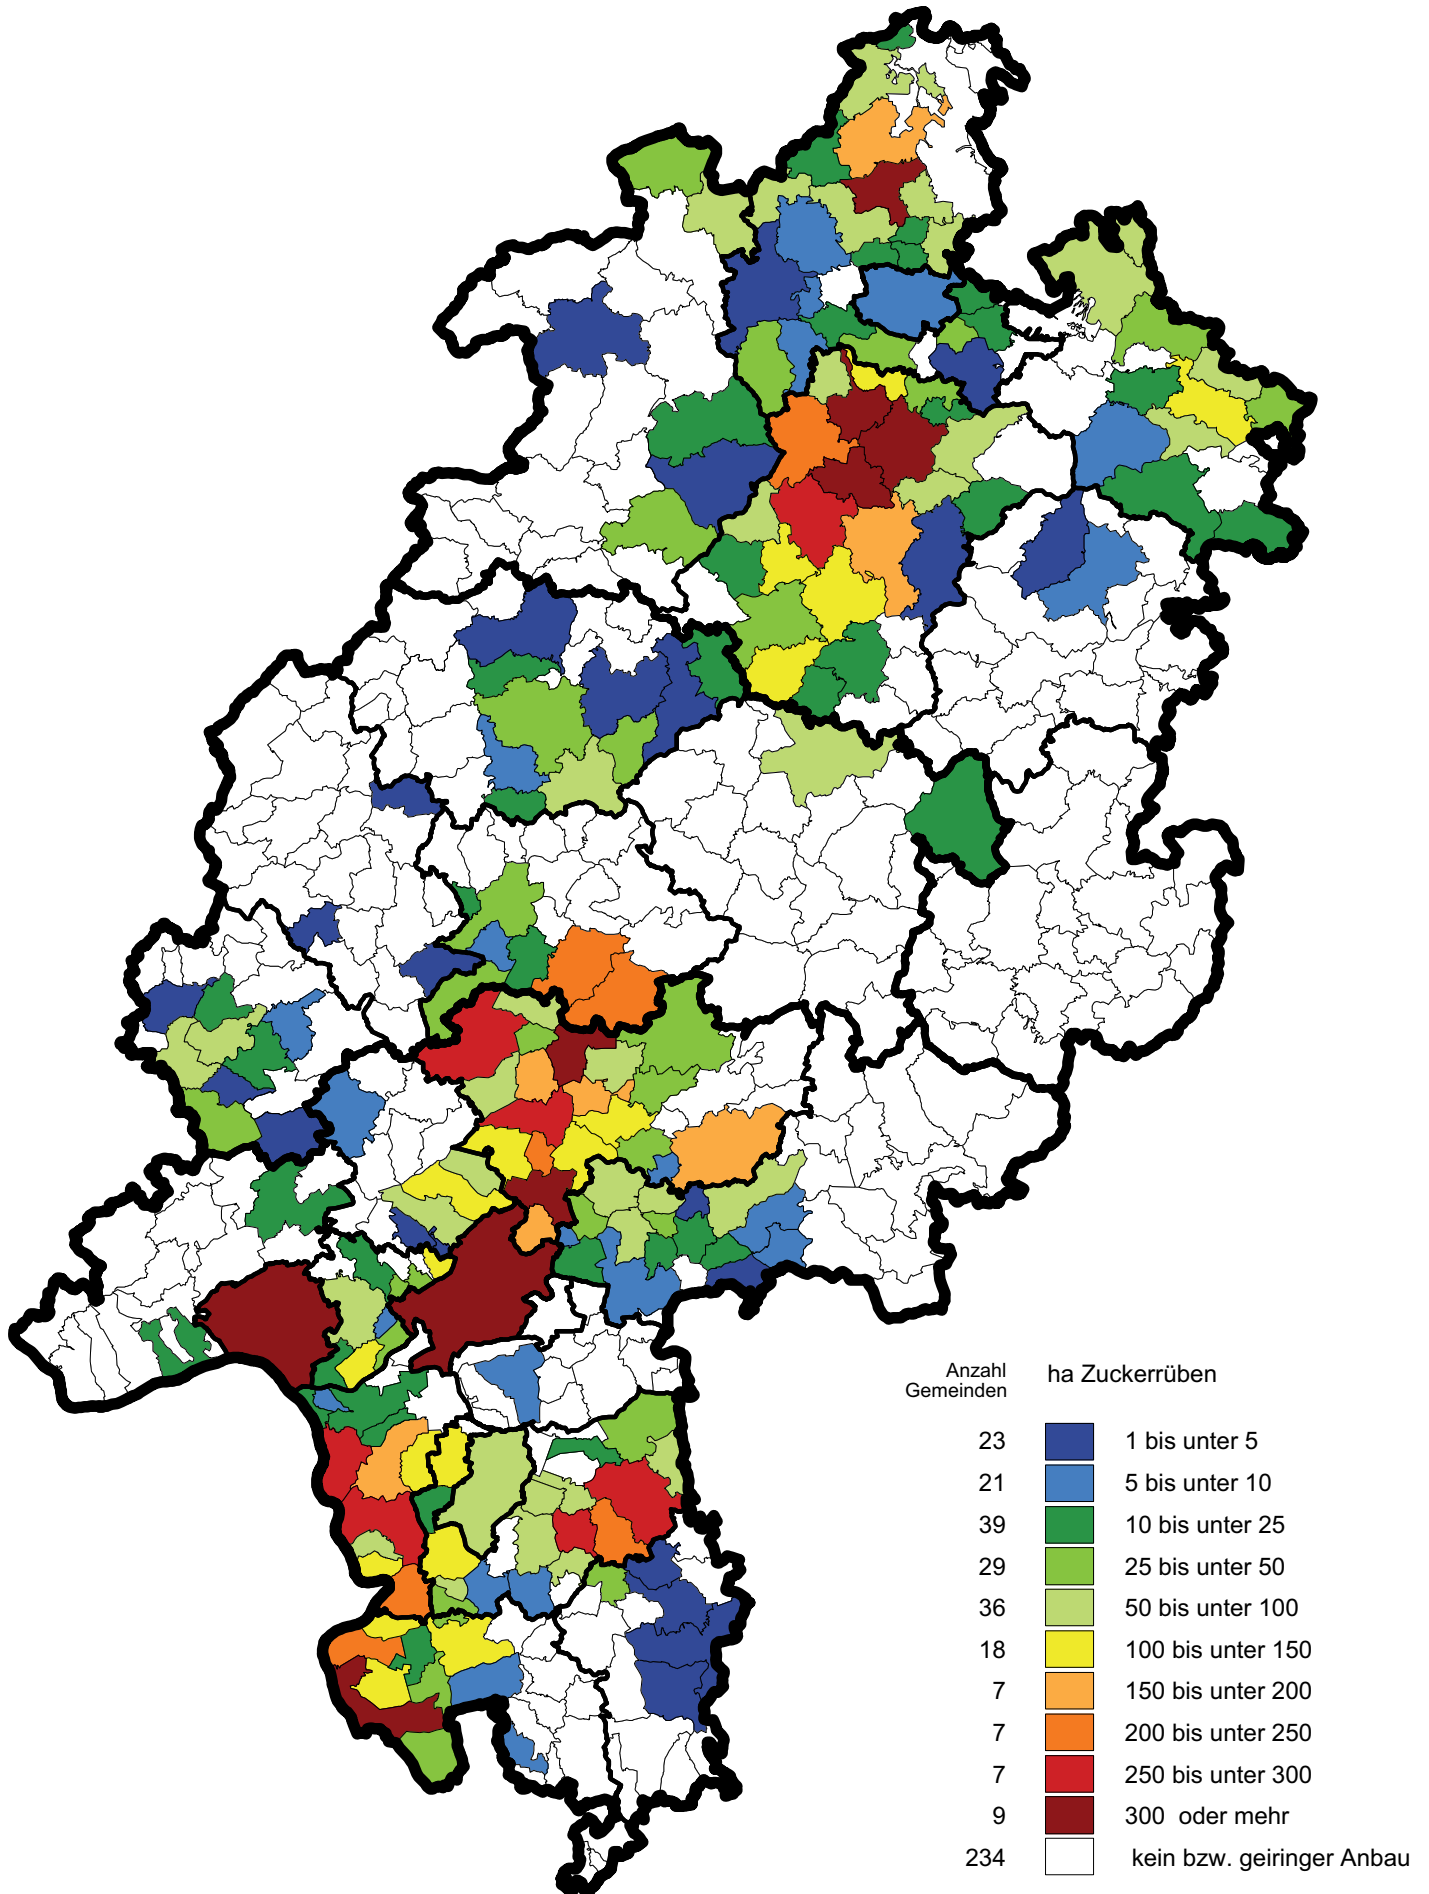 Anzahl
Gemeinden
ha Zuckerrüben
23 1 bis unter 5
21 5 bis unter 10
39 10 bis unter 25
29 25 bis unter 50
36 50 bis unter 100
18 100 bis unter 150
7 150 bis unter 200
7 200 bis unter 250
7 250 bis unter 300
9 300 oder mehr
234 kein bzw. geiringer Anbau